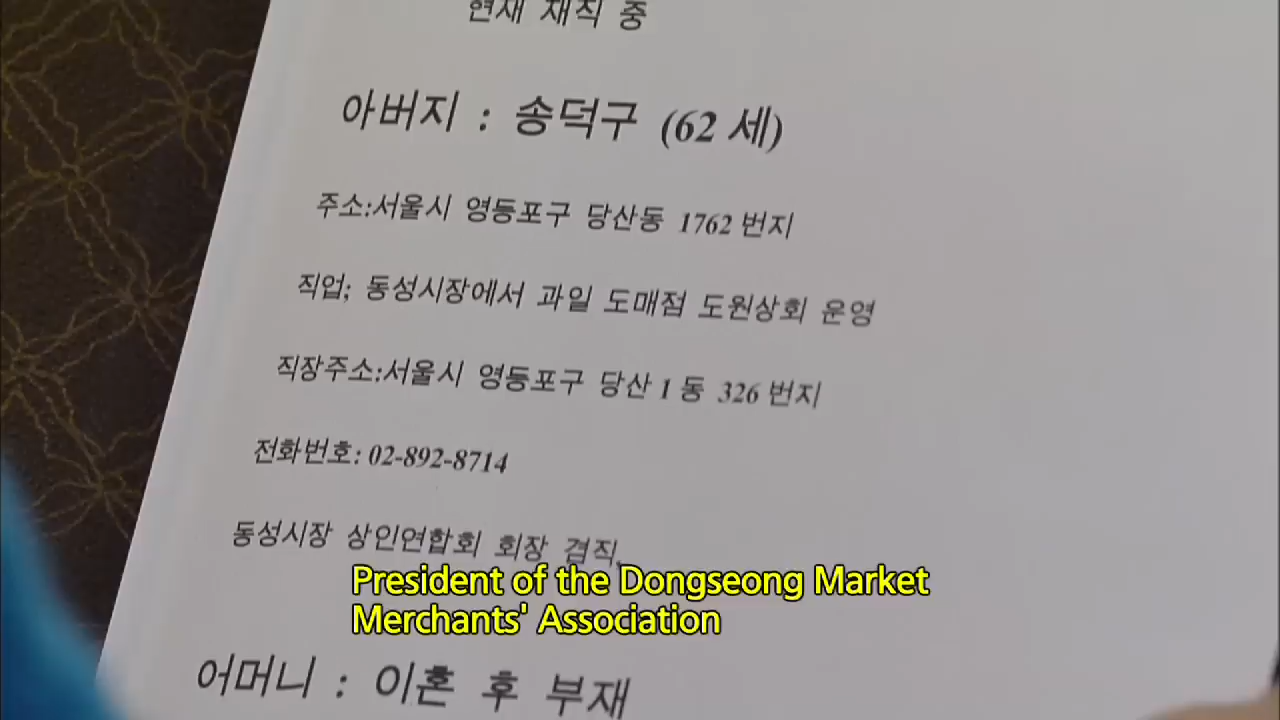 현재 재직 중
아버지 : 송덕구 (62 세)
주소:서울시 영등포구 당산동 1762 번지
직업; 동성시장에서 과일 도매점 도원상회 운영
직장주소:서울시 영등포구 당산 1 동 326 번지
전화번호: 02-892-8714
동성시장 상인연합회 회장 겸직.
President of the Dongseong Market
Merchants' Association
어머니 : 이혼 후 부재